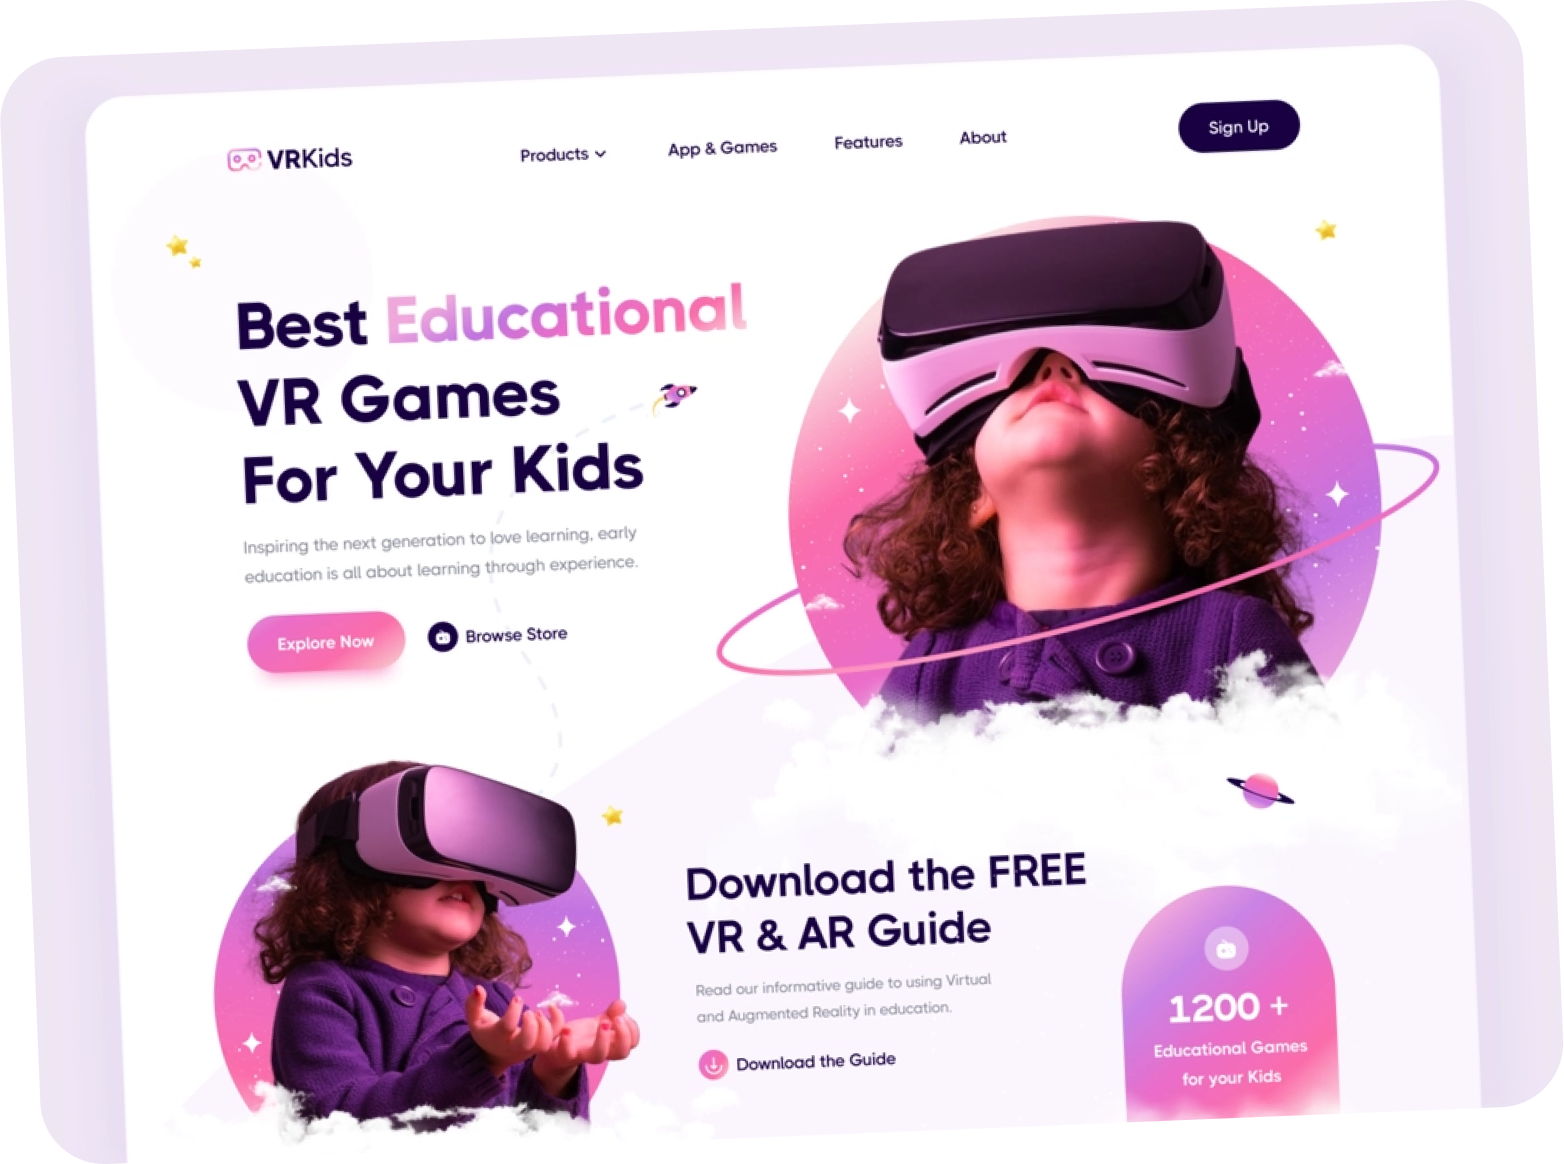 VRKids
Products
App & Games
Features
About
Sign Up
Best Educational
VR Games
For Your Kids
Inspiring the next generation to love learning, early
education is all about learning through experience.
Explore Now
Browse Store
Download the FREE
VR & AR Guide
Read our informative guide to using Virtual
and Augmented Reality in education.
Download the Guide
1200 +
Educational Games
for your Kids